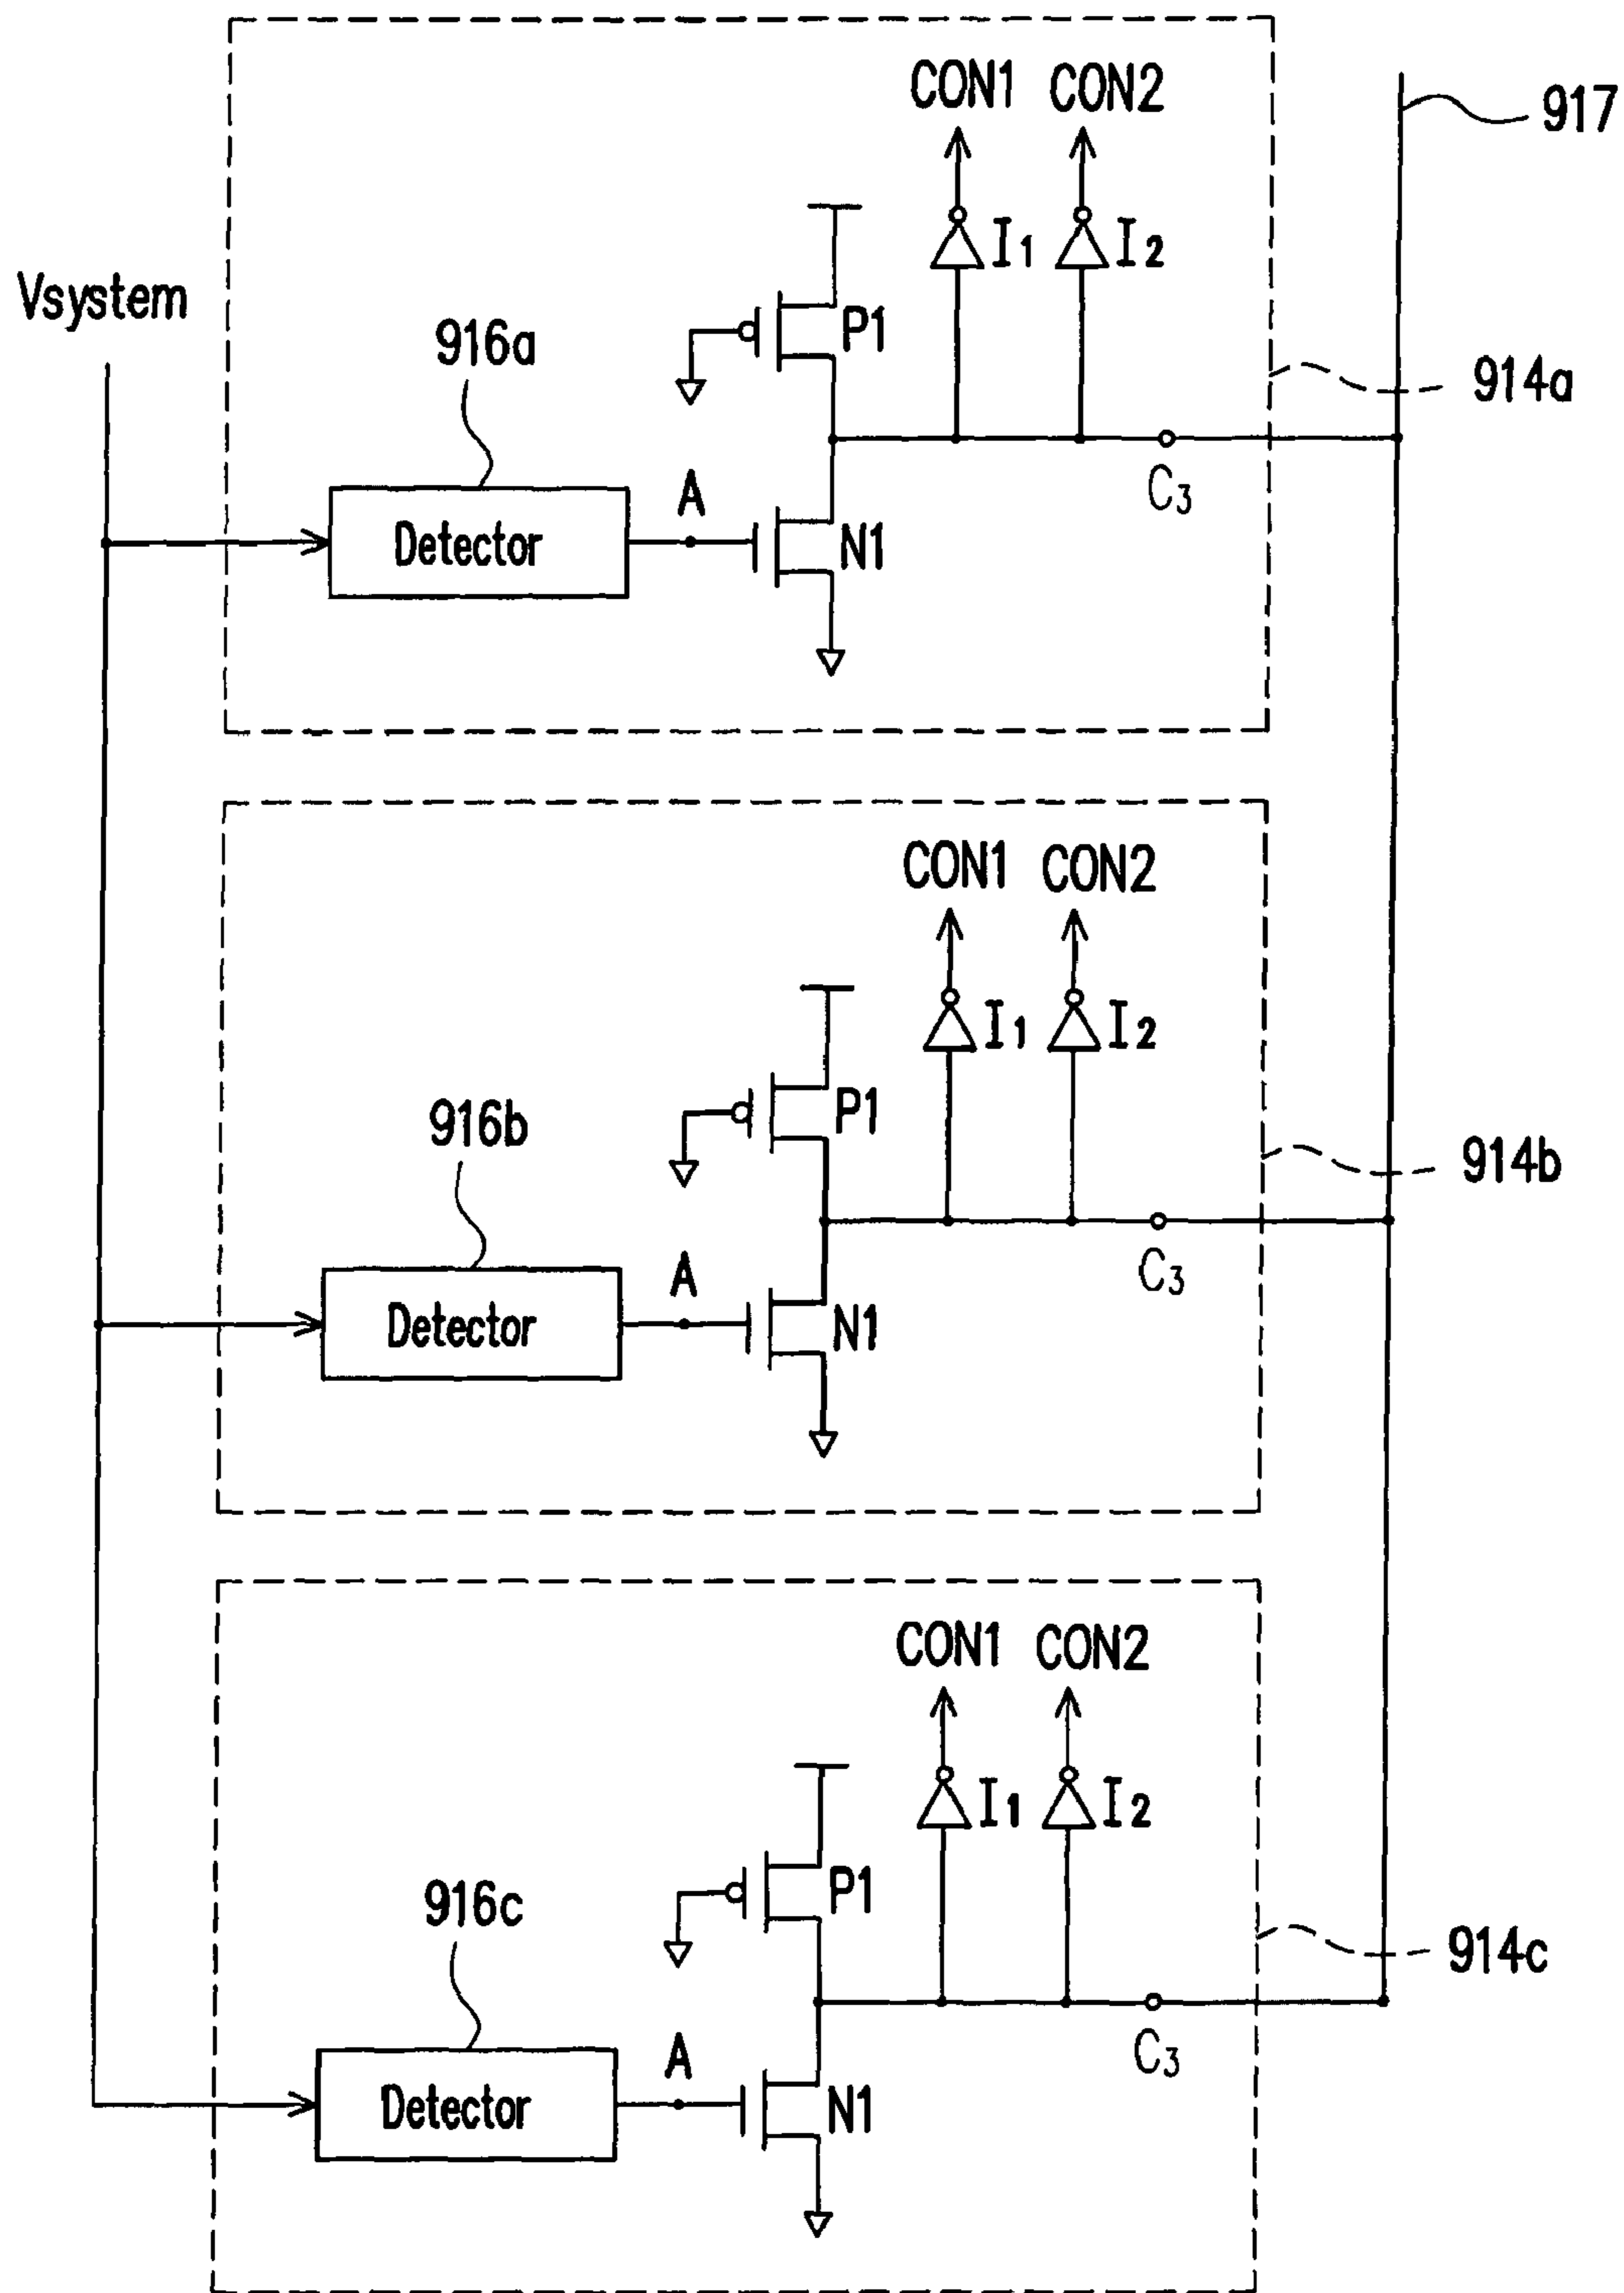 CON1 CON2
917
I1 I2
Vsystem
P1
916a
914a
A
C3
Detector
N1
CON1 CON2
I1 I2
P1
916b
914b
A
C3
Detector
N1
CON1 CON2
I1 I2
P1
916c
914c
A
C3
Detector
N1